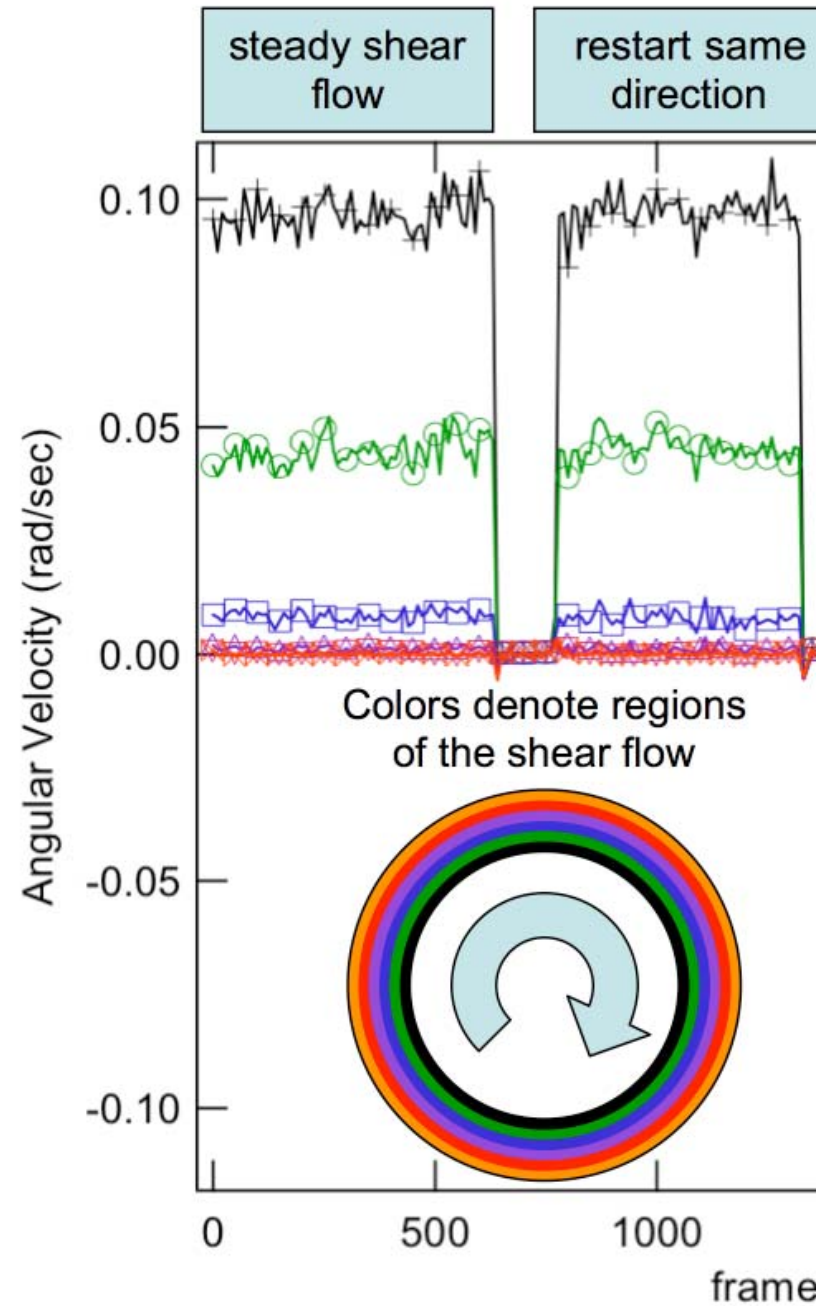 steady shear
flow
restart same
direction
0.10
0.05
0.00
-0.05
-0.10
Angular Velocity (rad/sec)
Colors denote regions
of the shear flow
0
500
1000
frame